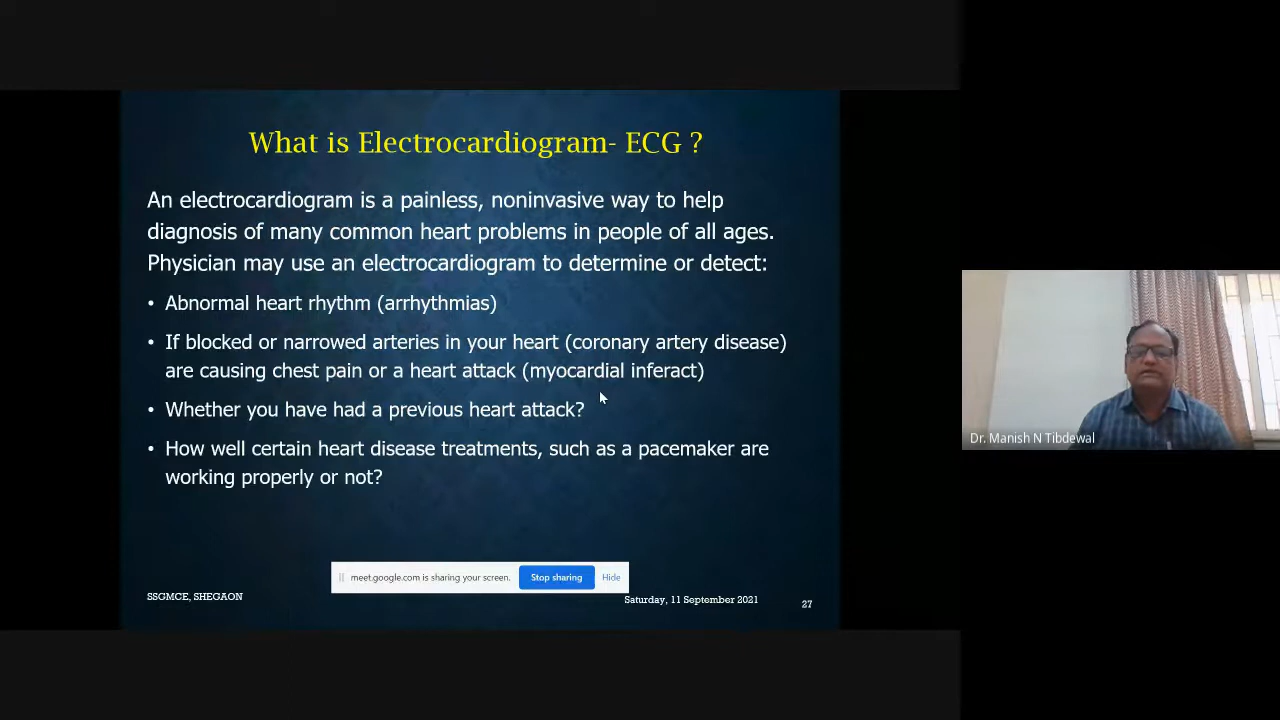 What is Electrocardiogram- ECG ?
An electrocardiogram is a painless, noninvasive way to help
diagnosis of many common heart problems in people of all ages.
Physician may use an electrocardiogram to determine or detect:
• Abnormal heart rhythm (arrhythmias)
• If blocked or narrowed arteries in your heart (coronary artery disease)
are causing chest pain or a heart attack (myocardial inferact)
• Whether you have had a previous heart attack?
• How well certain heart disease treatments, such as a pacemaker are
working properly or not?
meet.google.com is sharing your screen.
Stop sharing
Hide
SSGMCE, SHEGAON
Saturday, 11 September 2021
27
Dr. Manish N Tibdewal